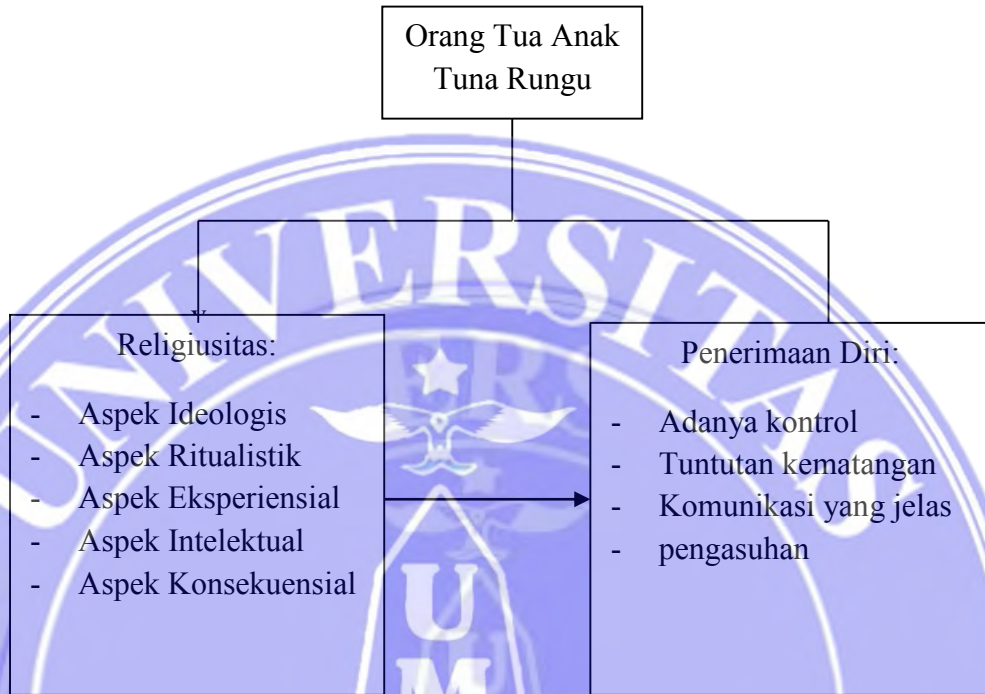 Orang Tua Anak
Tuna Rungu
UNIVERSITAS
Religiusitas:
- Aspek Ideologis
- Aspek Ritualistik
- Aspek Eksperiensial
- Aspek Intelektual
- Aspek Konsekuensial
Penerimaan Diri:
- Adanya kontrol
- Tuntutan kematangan
- Komunikasi yang jelas
- pengasuhan
U
M